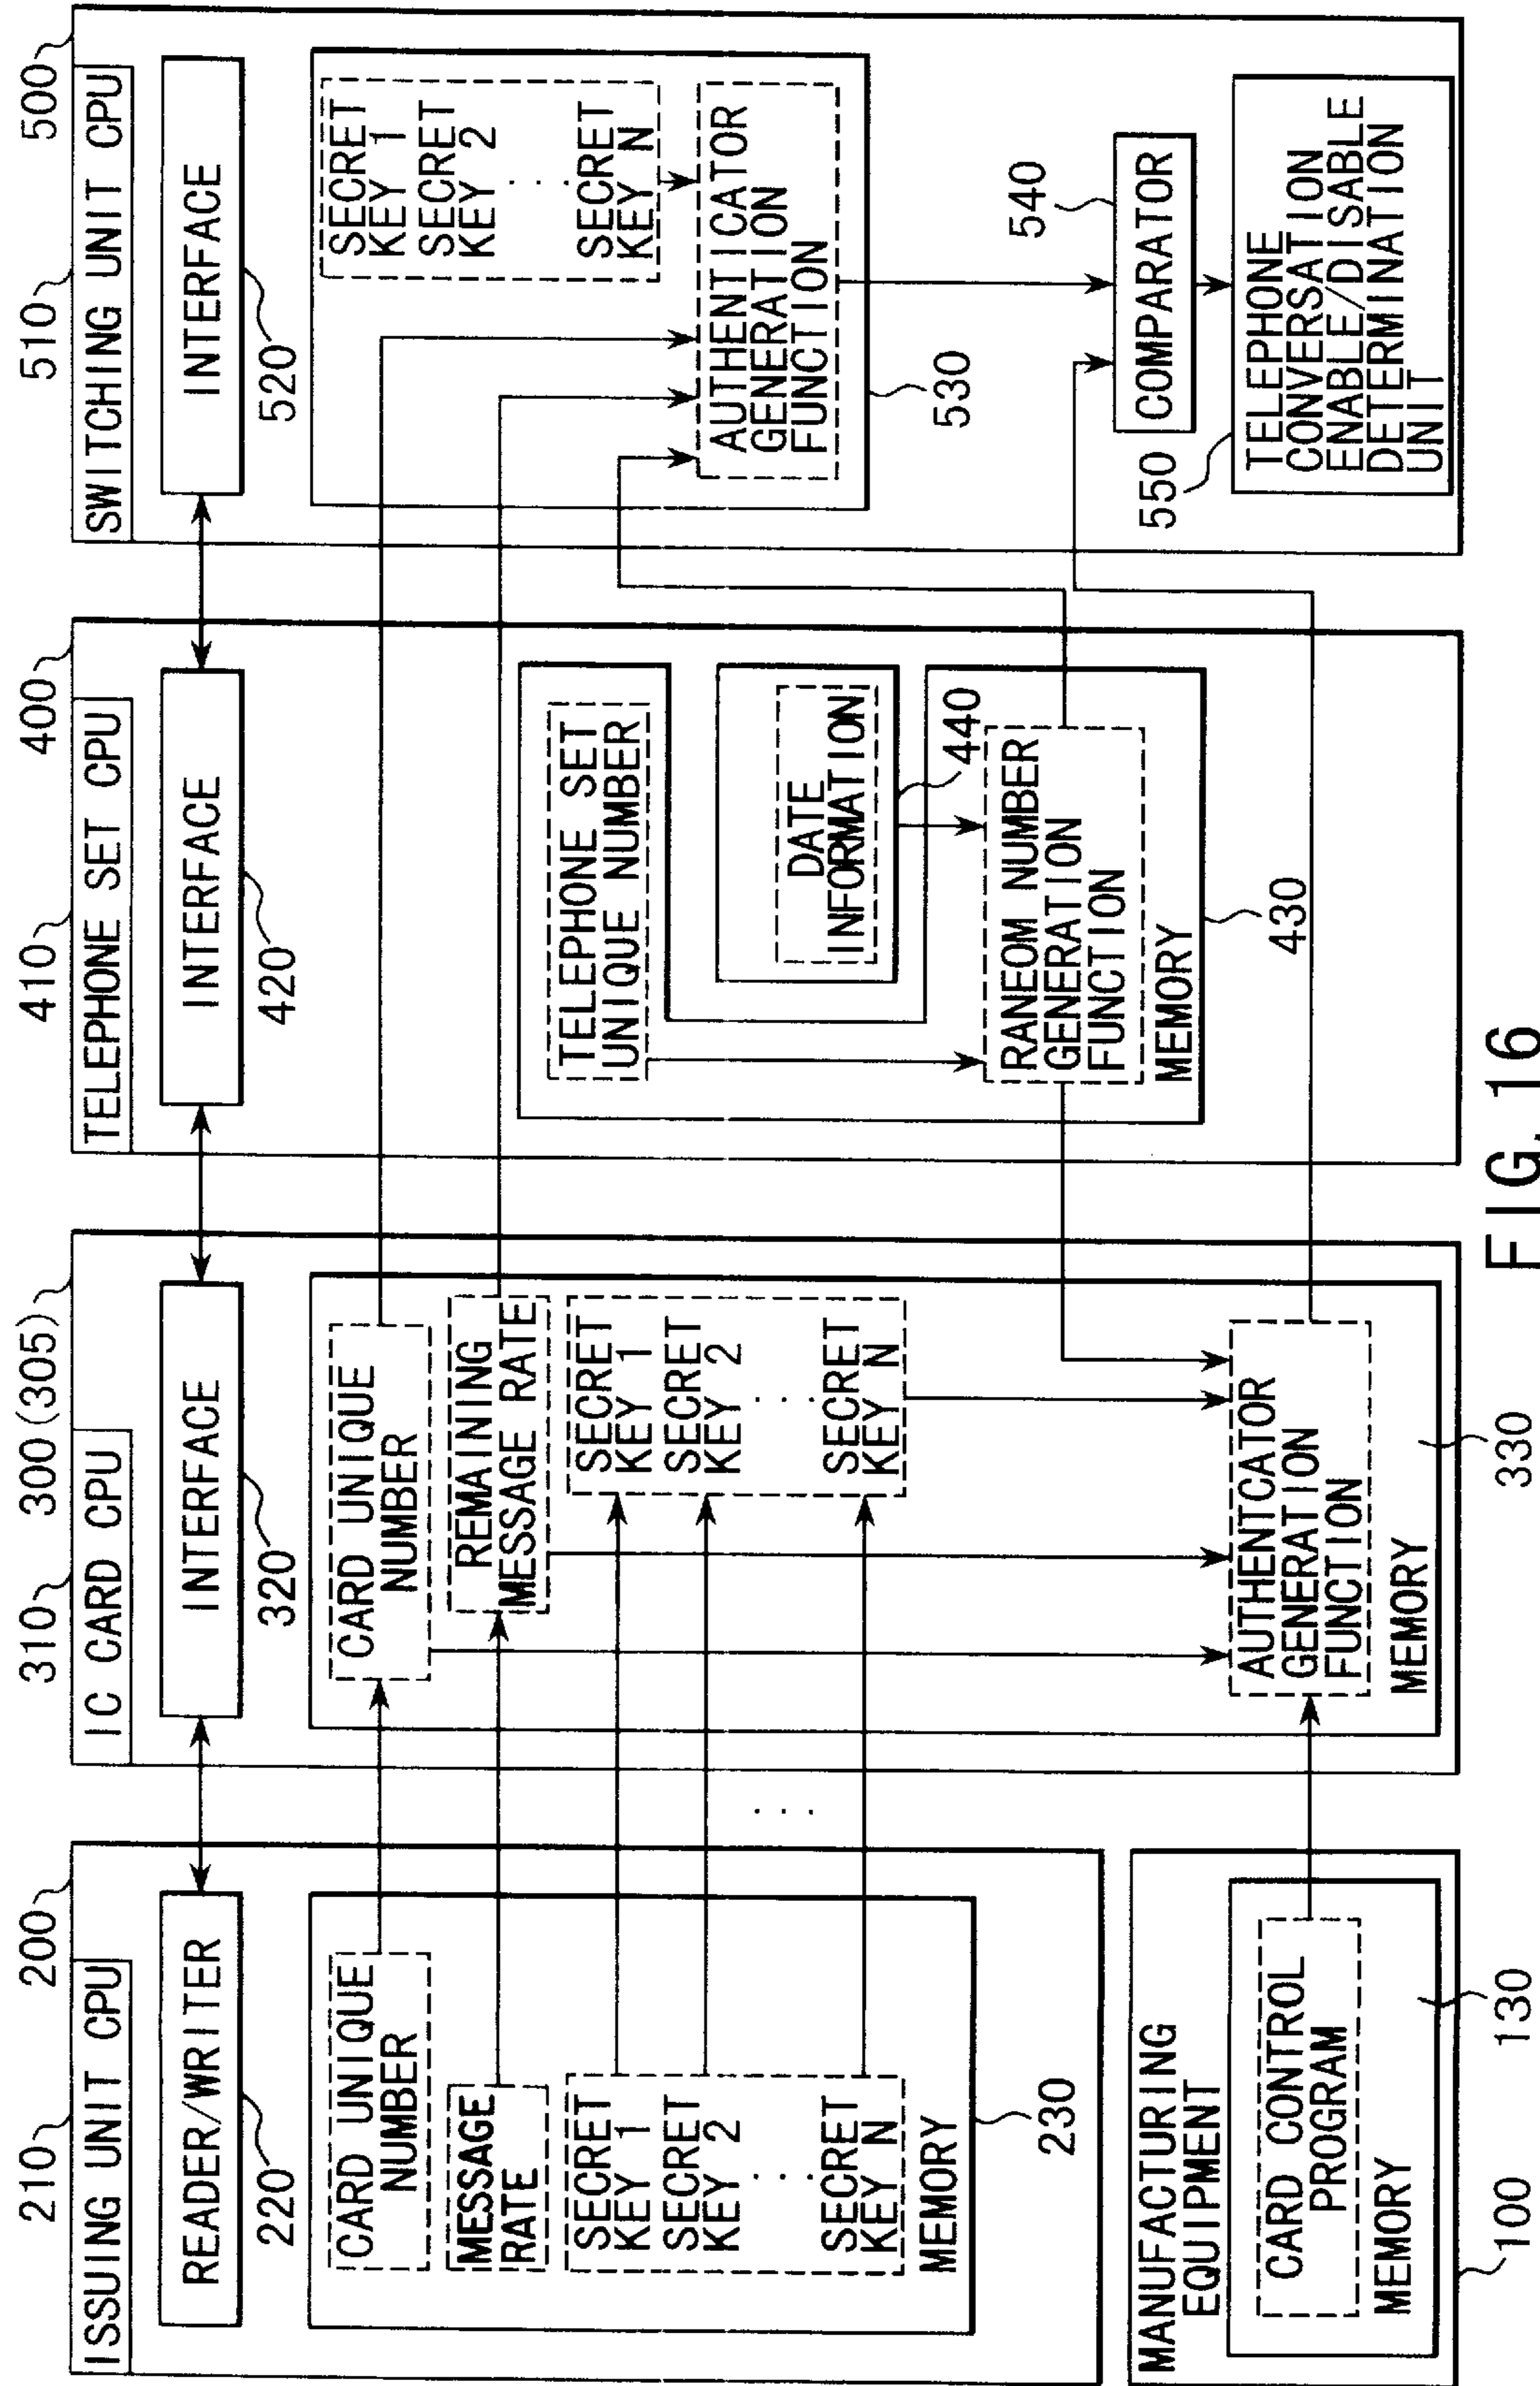 210
200
ISSUING UNIT CPU
READER/WRITER
220
CARD UNIQUE
NUMBER
MESSAGE
RATE
SECRET
KEY 1
SECRET
KEY 2
...
SECRET
KEY N
MEMORY
230
MANUFACTURING
EQUIPMENT
CARD CONTROL
PROGRAM
MEMORY
100
130
...
310
300(305)
IC CARD CPU
INTERFACE
320
CARD UNIQUE
NUMBER
REMAINING
MESSAGE RATE
SECRET
KEY 1
SECRET
KEY 2
...
SECRET
KEY N
AUTHENTICATOR
GENERATION
FUNCTION
MEMORY
330
410
400
TELEPHONE SET CPU
INTERFACE
420
TELEPHONE SET
UNIQUE NUMBER
DATE
INFORMATION
440
RANEOM NUMBER
GENERATION
FUNCTION
MEMORY
430
510
500
SWITCHING UNIT CPU
INTERFACE
520
SECRET
KEY 1
SECRET
KEY 2
...
SECRET
KEY N
AUTHENTICATOR
GENERATION
FUNCTION
530
540
COMPARATOR
550
TELEPHONE
CONVERSATION
ENABLE/DISABLE
DETERMINATION
UNIT
FIG. 16